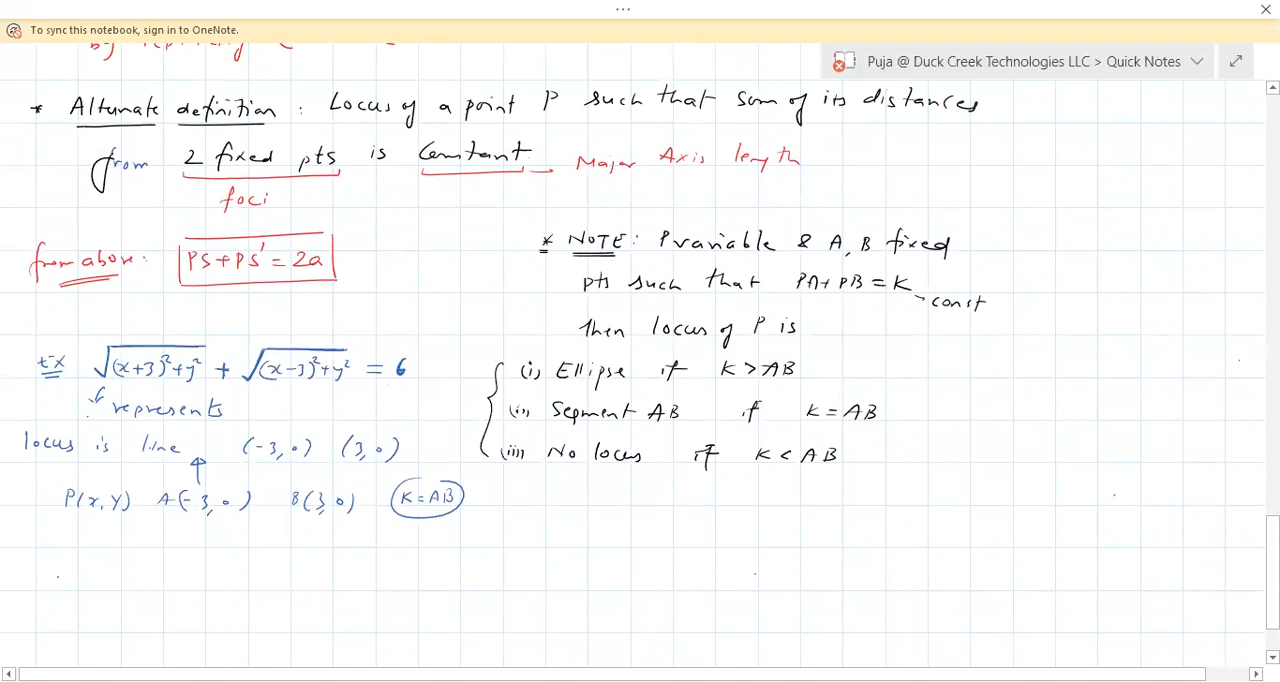 To sync this notebook, sign in to OneNote.
Puja @ Duck Creek Technologies LLC > Quick Notes
* Alternate definition : Locus of a point P such that sum of its distances
from 2 fixed pts is constant → Major Axis length
foci
from above : PS + PS' = 2a
* NOTE : P variable & A, B fixed
pts such that PA + PB = K → const
then locus of P is
(i) Ellipse if K > AB
(ii) Segment AB if K = AB
(iii) No locus if K < AB
Ex √(x+3)²+y² + √(x-3)²+y² = 6
represents
locus is line (-3, 0) (3, 0)
P(x, y) A(-3, 0) B(3, 0) K = AB